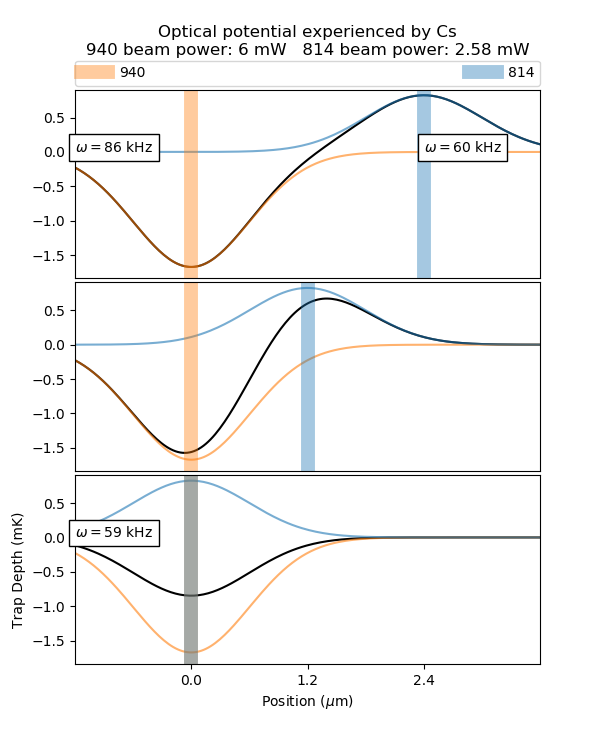 Optical potential experienced by Cs
940 beam power: 6 mW   814 beam power: 2.58 mW
940
814
0.5
0.0
−0.5
−1.0
−1.5
ω = 86 kHz
ω = 60 kHz
0.5
0.0
−0.5
−1.0
−1.5
0.5
0.0
−0.5
−1.0
−1.5
ω = 59 kHz
Trap Depth (mK)
0.0 1.2 2.4
Position (μm)